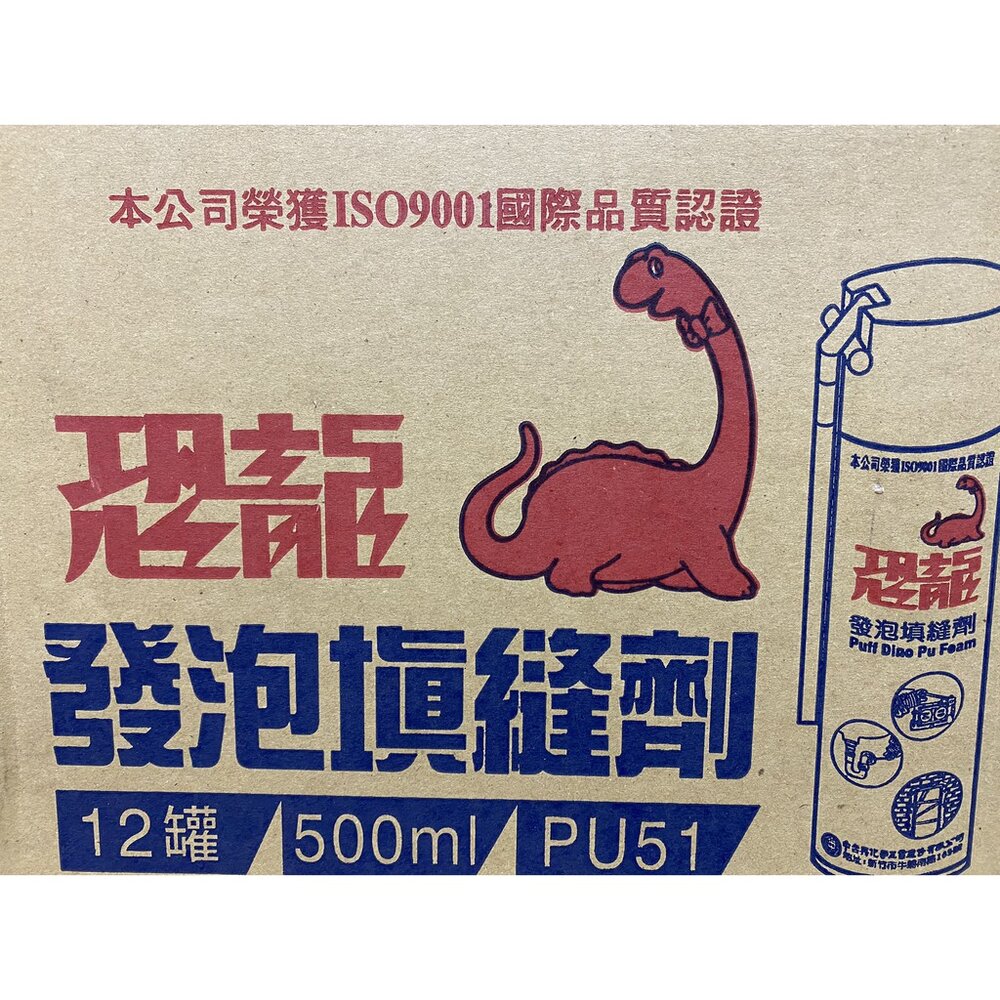 本公司榮獲ISO9001國際品質認證
恐龍
發泡填縫劑
12罐
500ml
PU51
本公司榮獲ISO9001國際品質認證
恐龍
發泡填縫劑
Puff Dino Pu Foam